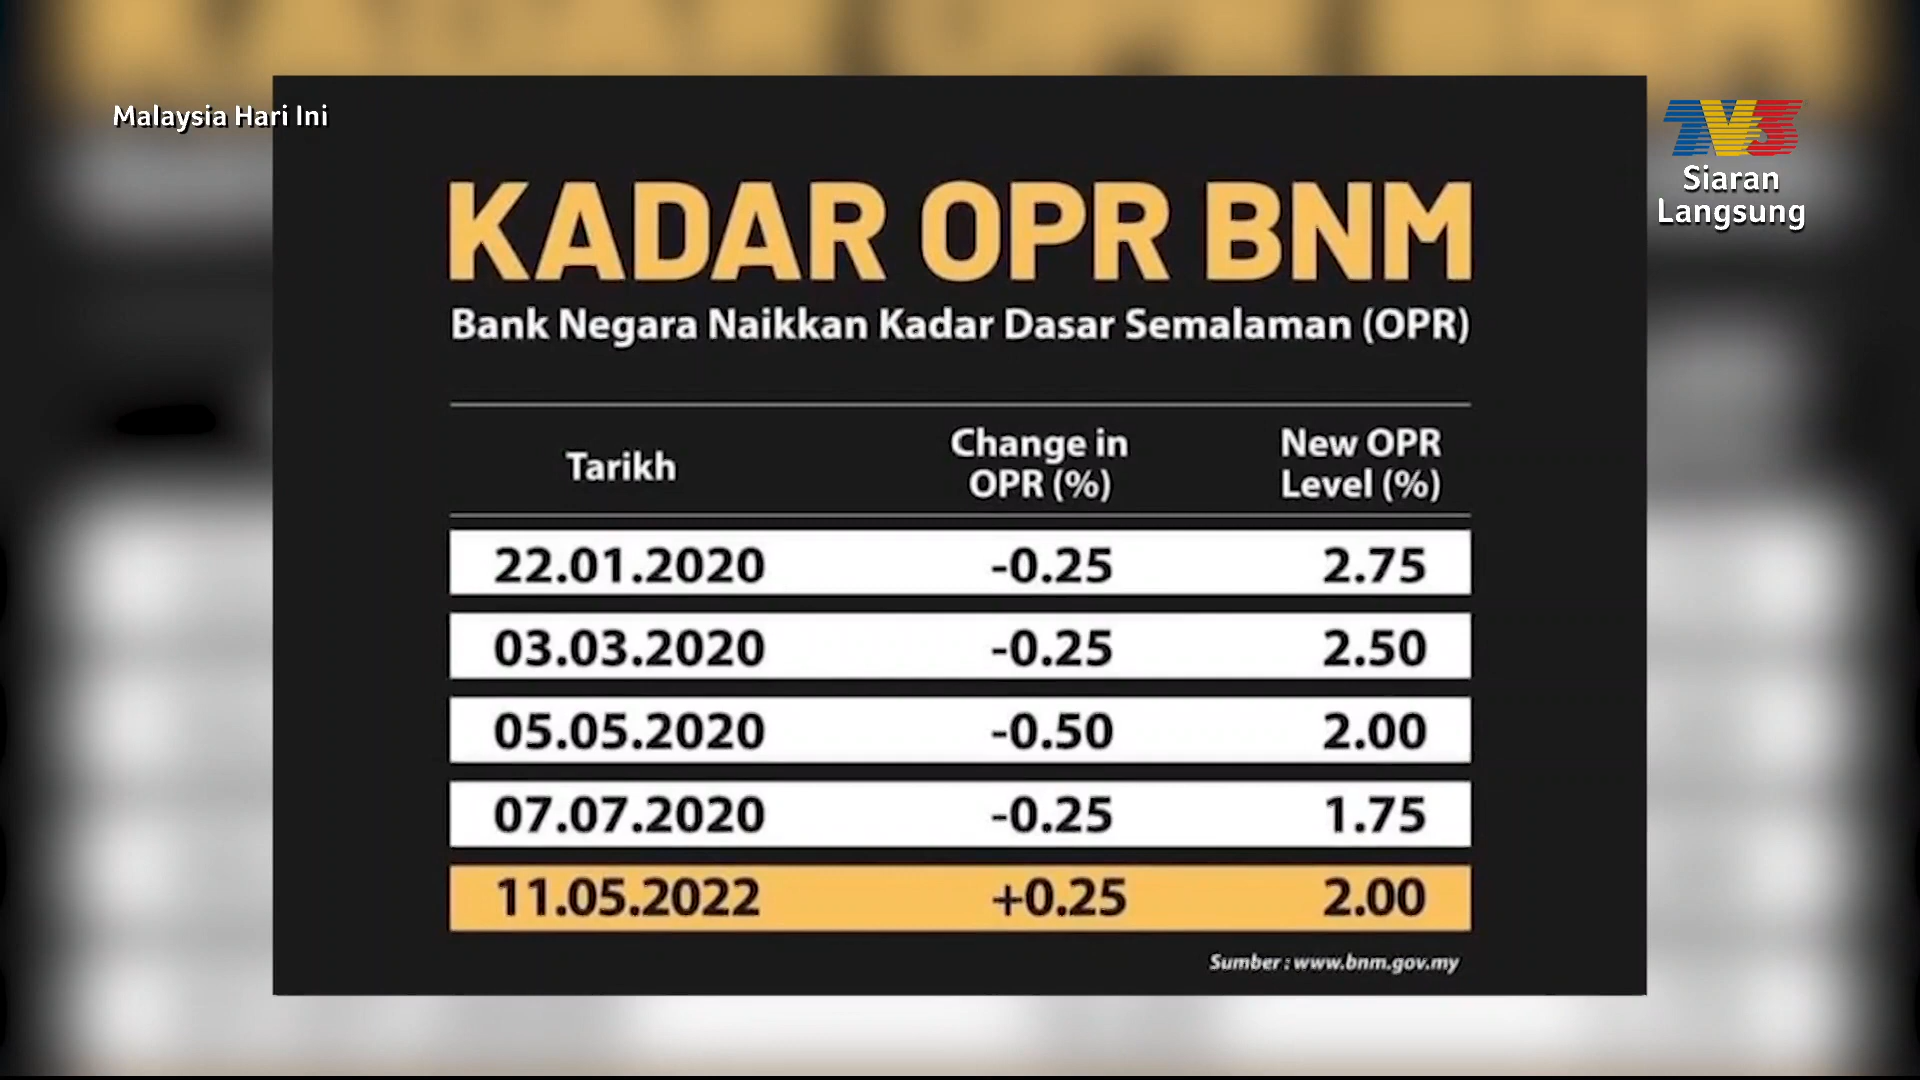 Malaysia Hari Ini
TV3
Siaran
Langsung
KADAR OPR BNM
Bank Negara Naikkan Kadar Dasar Semalaman (OPR)
Tarikh Change in OPR (%) New OPR Level (%)
22.01.2020 -0.25 2.75
03.03.2020 -0.25 2.50
05.05.2020 -0.50 2.00
07.07.2020 -0.25 1.75
11.05.2022 +0.25 2.00
Sumber : www.bnm.gov.my